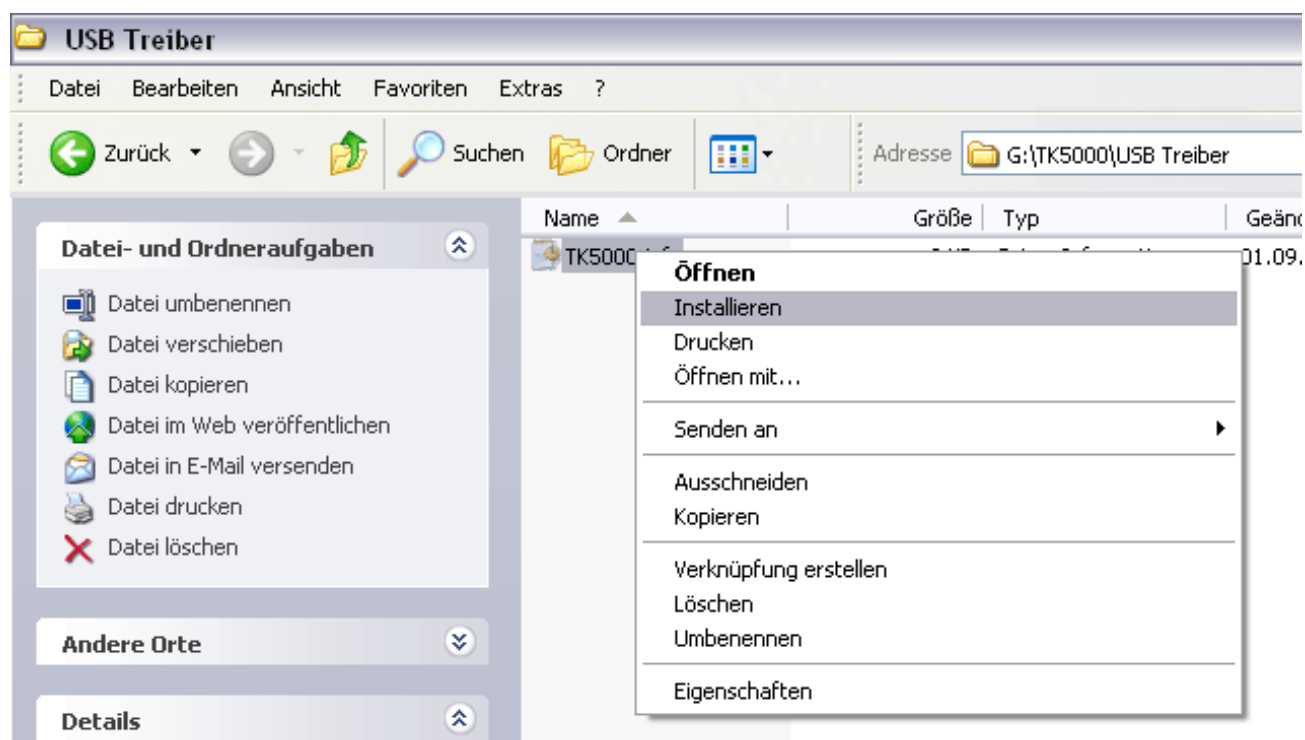 USB Treiber
Datei Bearbeiten Ansicht Favoriten Extras ?
Zurück Suchen Ordner Adresse G:\TK5000\USB Treiber
Name Größe Typ
Datei- und Ordneraufgaben
Datei umbenennen
Datei verschieben
Datei kopieren
Datei im Web veröffentlichen
Datei in E-Mail versenden
Datei drucken
Datei löschen
Andere Orte
Details
01.09.
Öffnen
Installieren
Drucken
Öffnen mit...
Senden an
Ausschneiden
Kopieren
Verknüpfung erstellen
Löschen
Umbenennen
Eigenschaften